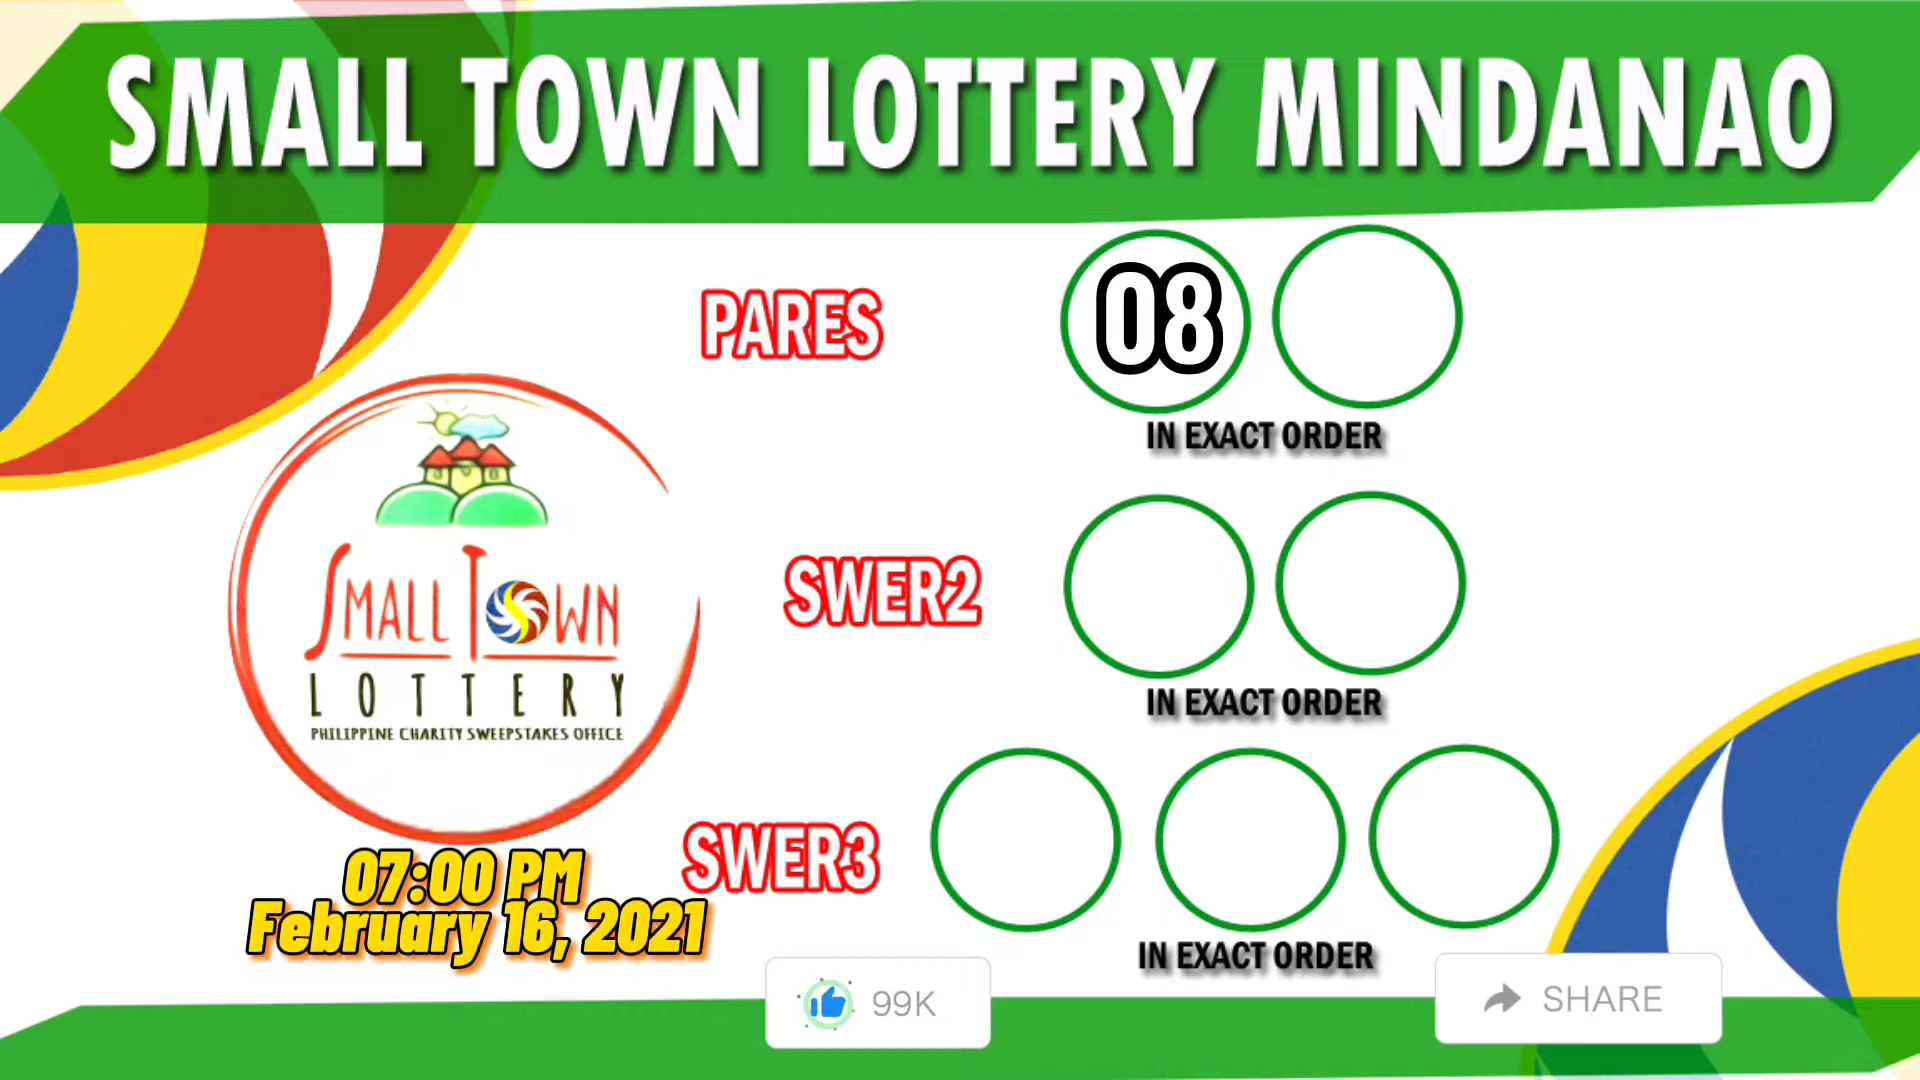 SMALL TOWN LOTTERY MINDANAO
PARES
08
IN EXACT ORDER
SMALL TOWN
LOTTERY
PHILIPPINE CHARITY SWEEPSTAKES OFFICE
SWER2
IN EXACT ORDER
SWER3
IN EXACT ORDER
07:00 PM
February 16, 2021
99K
SHARE